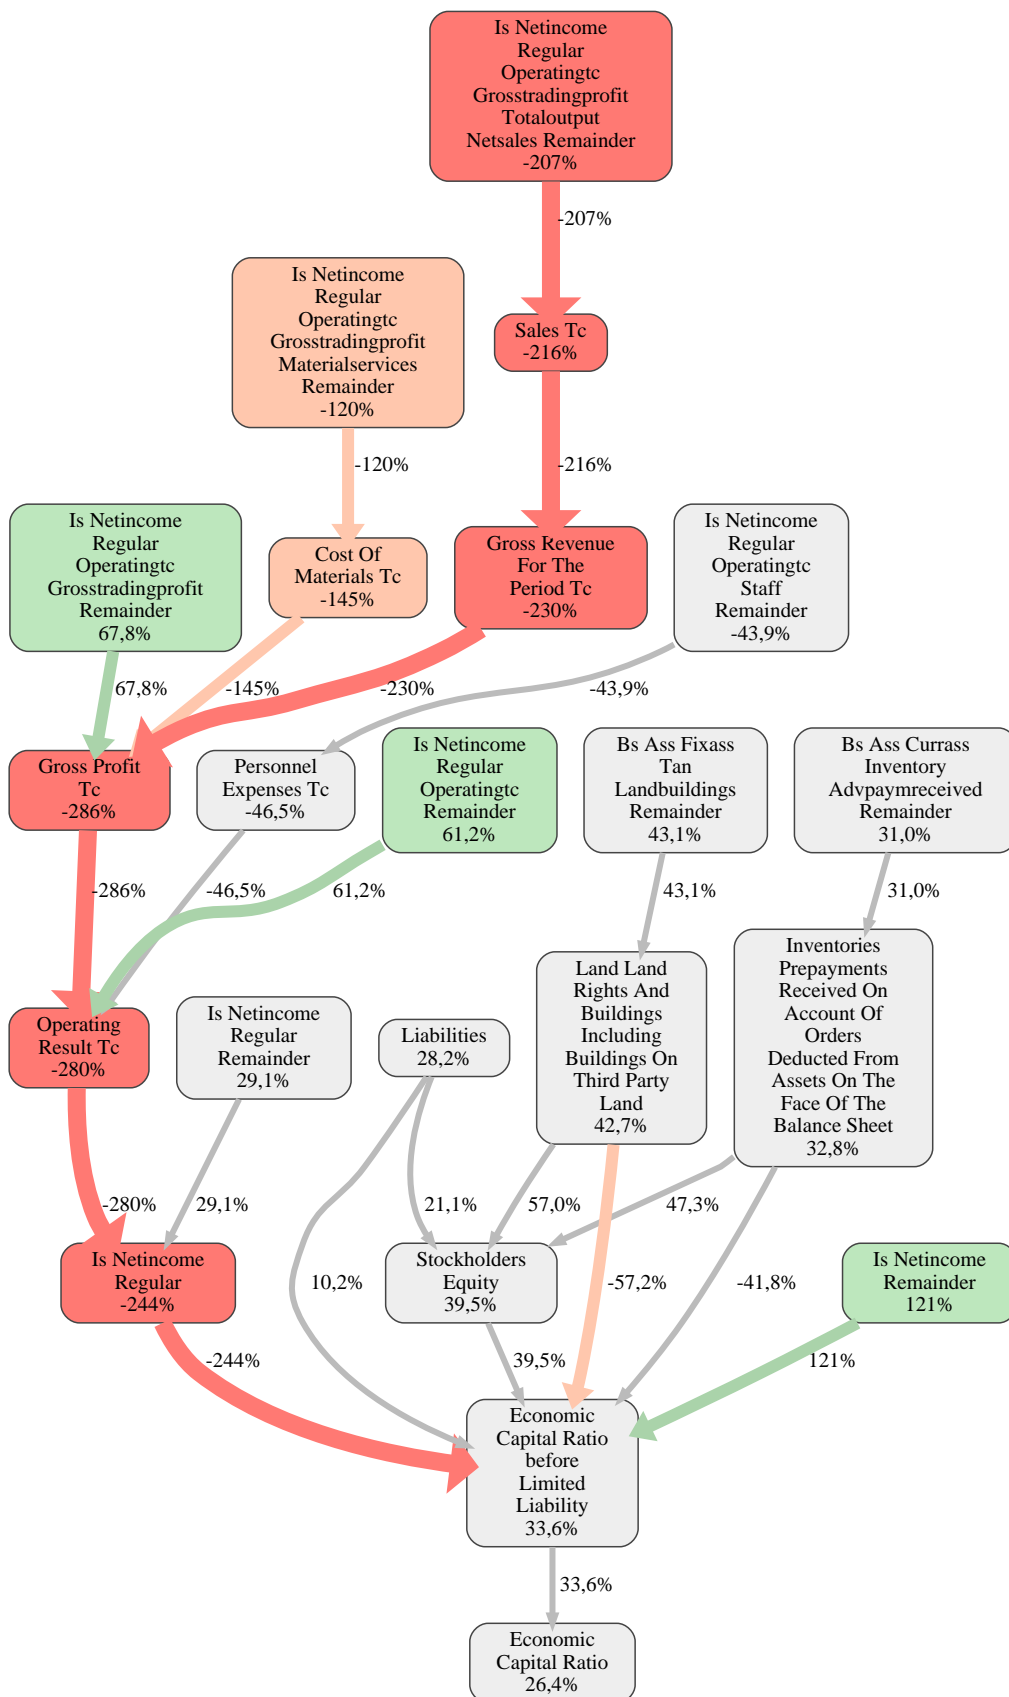 Is Netincome
Regular
Operatingtc
Grosstradingprofit
Totaloutput
Netsales Remainder
-207%
-207%
Is Netincome
Regular
Operatingtc
Grosstradingprofit
Materialservices
Remainder
-120%
Sales Tc
-216%
-120%
-216%
Is Netincome
Regular
Operatingtc
Grosstradingprofit
Remainder
67,8%
Cost Of
Materials Tc
-145%
Gross Revenue
For The
Period Tc
-230%
Is Netincome
Regular
Operatingtc
Staff
Remainder
-43,9%
67,8%
-145%
-230%
-43,9%
Gross Profit
Tc
-286%
Personnel
Expenses Tc
-46,5%
Is Netincome
Regular
Operatingtc
Remainder
61,2%
Bs Ass Fixass
Tan
Landbuildings
Remainder
43,1%
Bs Ass Currass
Inventory
Advpaymreceived
Remainder
31,0%
-286%
-46,5%
61,2%
43,1%
31,0%
Operating
Result Tc
-280%
Is Netincome
Regular
Remainder
29,1%
Liabilities
28,2%
Land Land
Rights And
Buildings
Including
Buildings On
Third Party
Land
42,7%
Inventories
Prepayments
Received On
Account Of
Orders
Deducted From
Assets On The
Face Of The
Balance Sheet
32,8%
-280%
29,1%
21,1%
57,0%
47,3%
Is Netincome
Regular
-244%
10,2%
Stockholders
Equity
39,5%
-57,2%
-41,8%
Is Netincome
Remainder
121%
-244%
39,5%
121%
Economic
Capital Ratio
before
Limited
Liability
33,6%
33,6%
Economic
Capital Ratio
26,4%